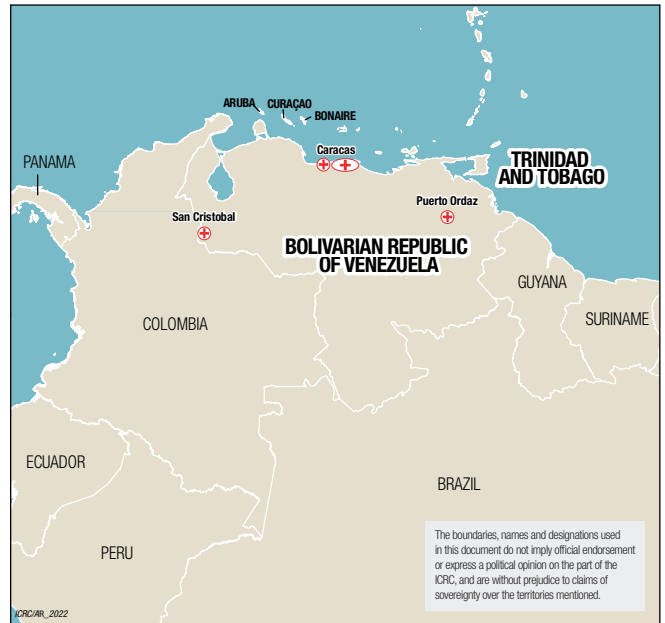 ARUBA
CURAÇAO
BONAIRE
Caracas
PANAMA
TRINIDAD
AND TOBAGO
San Cristobal
Puerto Ordaz
BOLIVARIAN REPUBLIC
OF VENEZUELA
GUYANA
SURINAME
COLOMBIA
ECUADOR
BRAZIL
PERU
The boundaries, names and designations used
in this document do not imply official endorsement
or express a political opinion on the part of the
ICRC, and are without prejudice to claims of
sovereignty over the territories mentioned.
ICRC/AR_2022